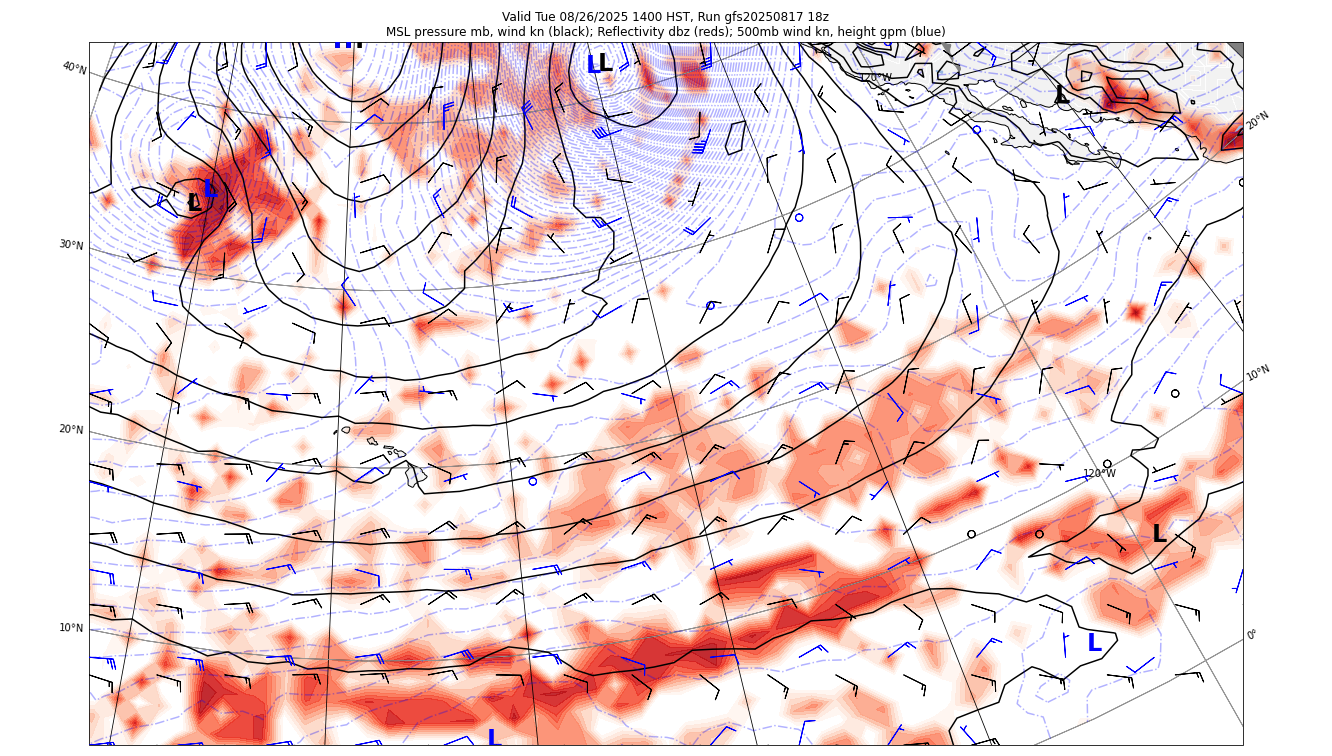 Valid Tue 08/26/2025 1400 HST, Run gfs20250817 18z
MSL pressure mb, wind kn (black); Reflectivity dbz (reds); 500mb wind kn, height gpm (blue)
H H
L L
40°N
120°W
L
20°N
L L
30°N
10°N
20°N
120°W
L
10°N
0°
L
L